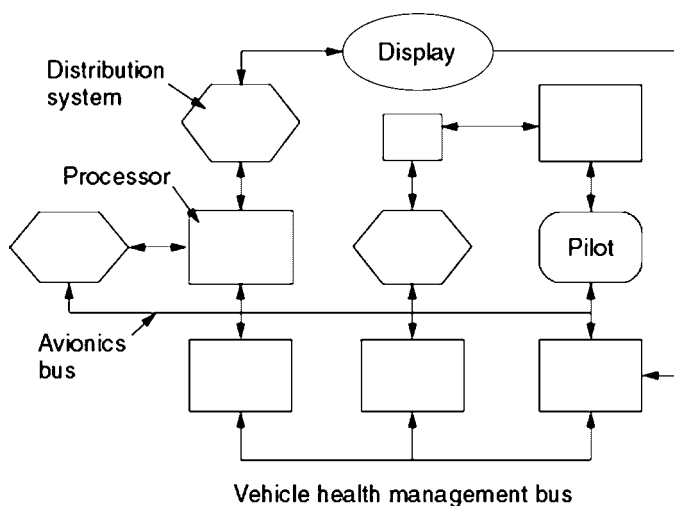 Display
Distribution
system
Processor
Pilot
Avionics
bus
Vehicle health management bus